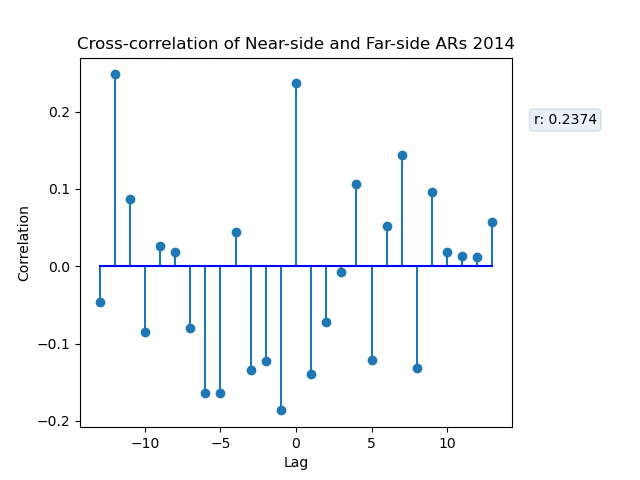 Cross-correlation of Near-side and Far-side ARs 2014
r: 0.2374
0.2
0.1
0.0
−0.1
−0.2
Correlation
−10
−5
0
5
10
Lag